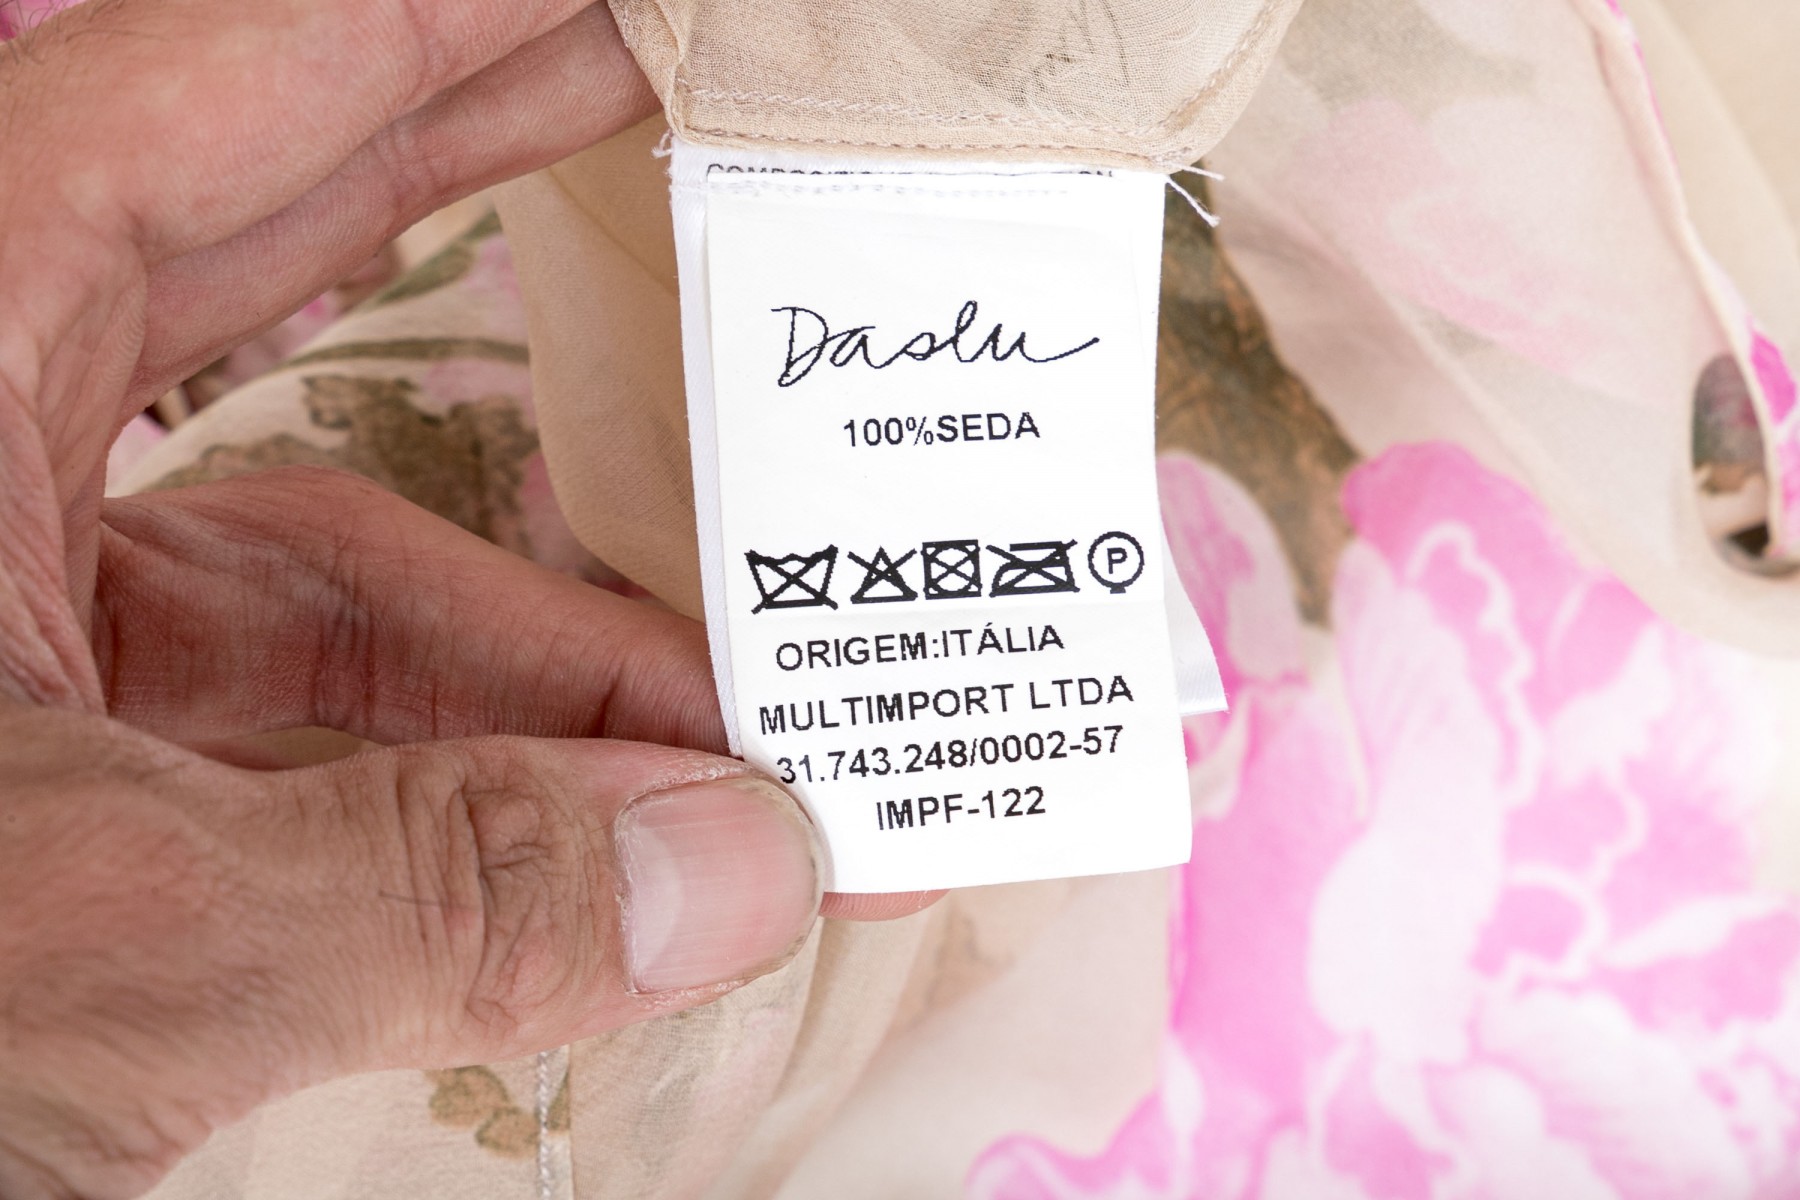 Daslu
100%SEDA
P
ORIGEM:ITÁLIA
MULTIMPORT LTDA
31.743.248/0002-57
IMPF-122